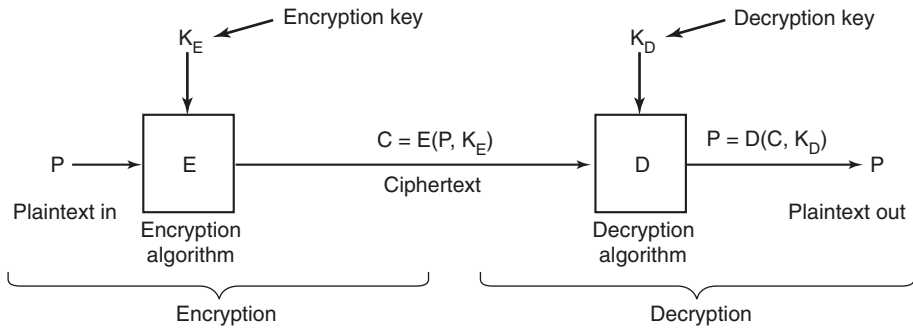 Encryption key
Decryption key
K_E
K_D
P
E
C = E(P, K_E)
D
P = D(C, K_D)
P
Ciphertext
Plaintext in
Plaintext out
Encryption
algorithm
Decryption
algorithm
Encryption
Decryption